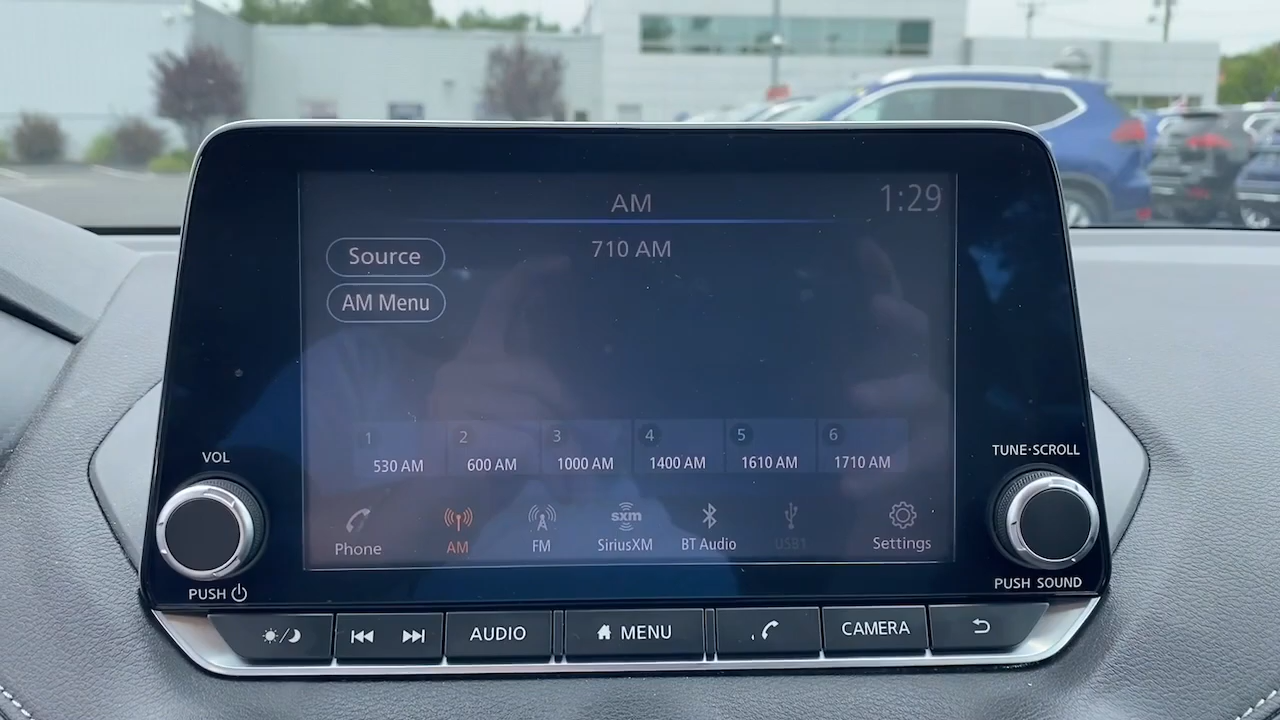 AM
1:29
710 AM
Source
AM Menu
1 2 3 4 5 6
530 AM 600 AM 1000 AM 1400 AM 1610 AM 1710 AM
sxm
Phone AM FM SiriusXM BT Audio USB1 Settings
VOL
TUNE·SCROLL
PUSH
PUSH SOUND
AUDIO MENU CAMERA